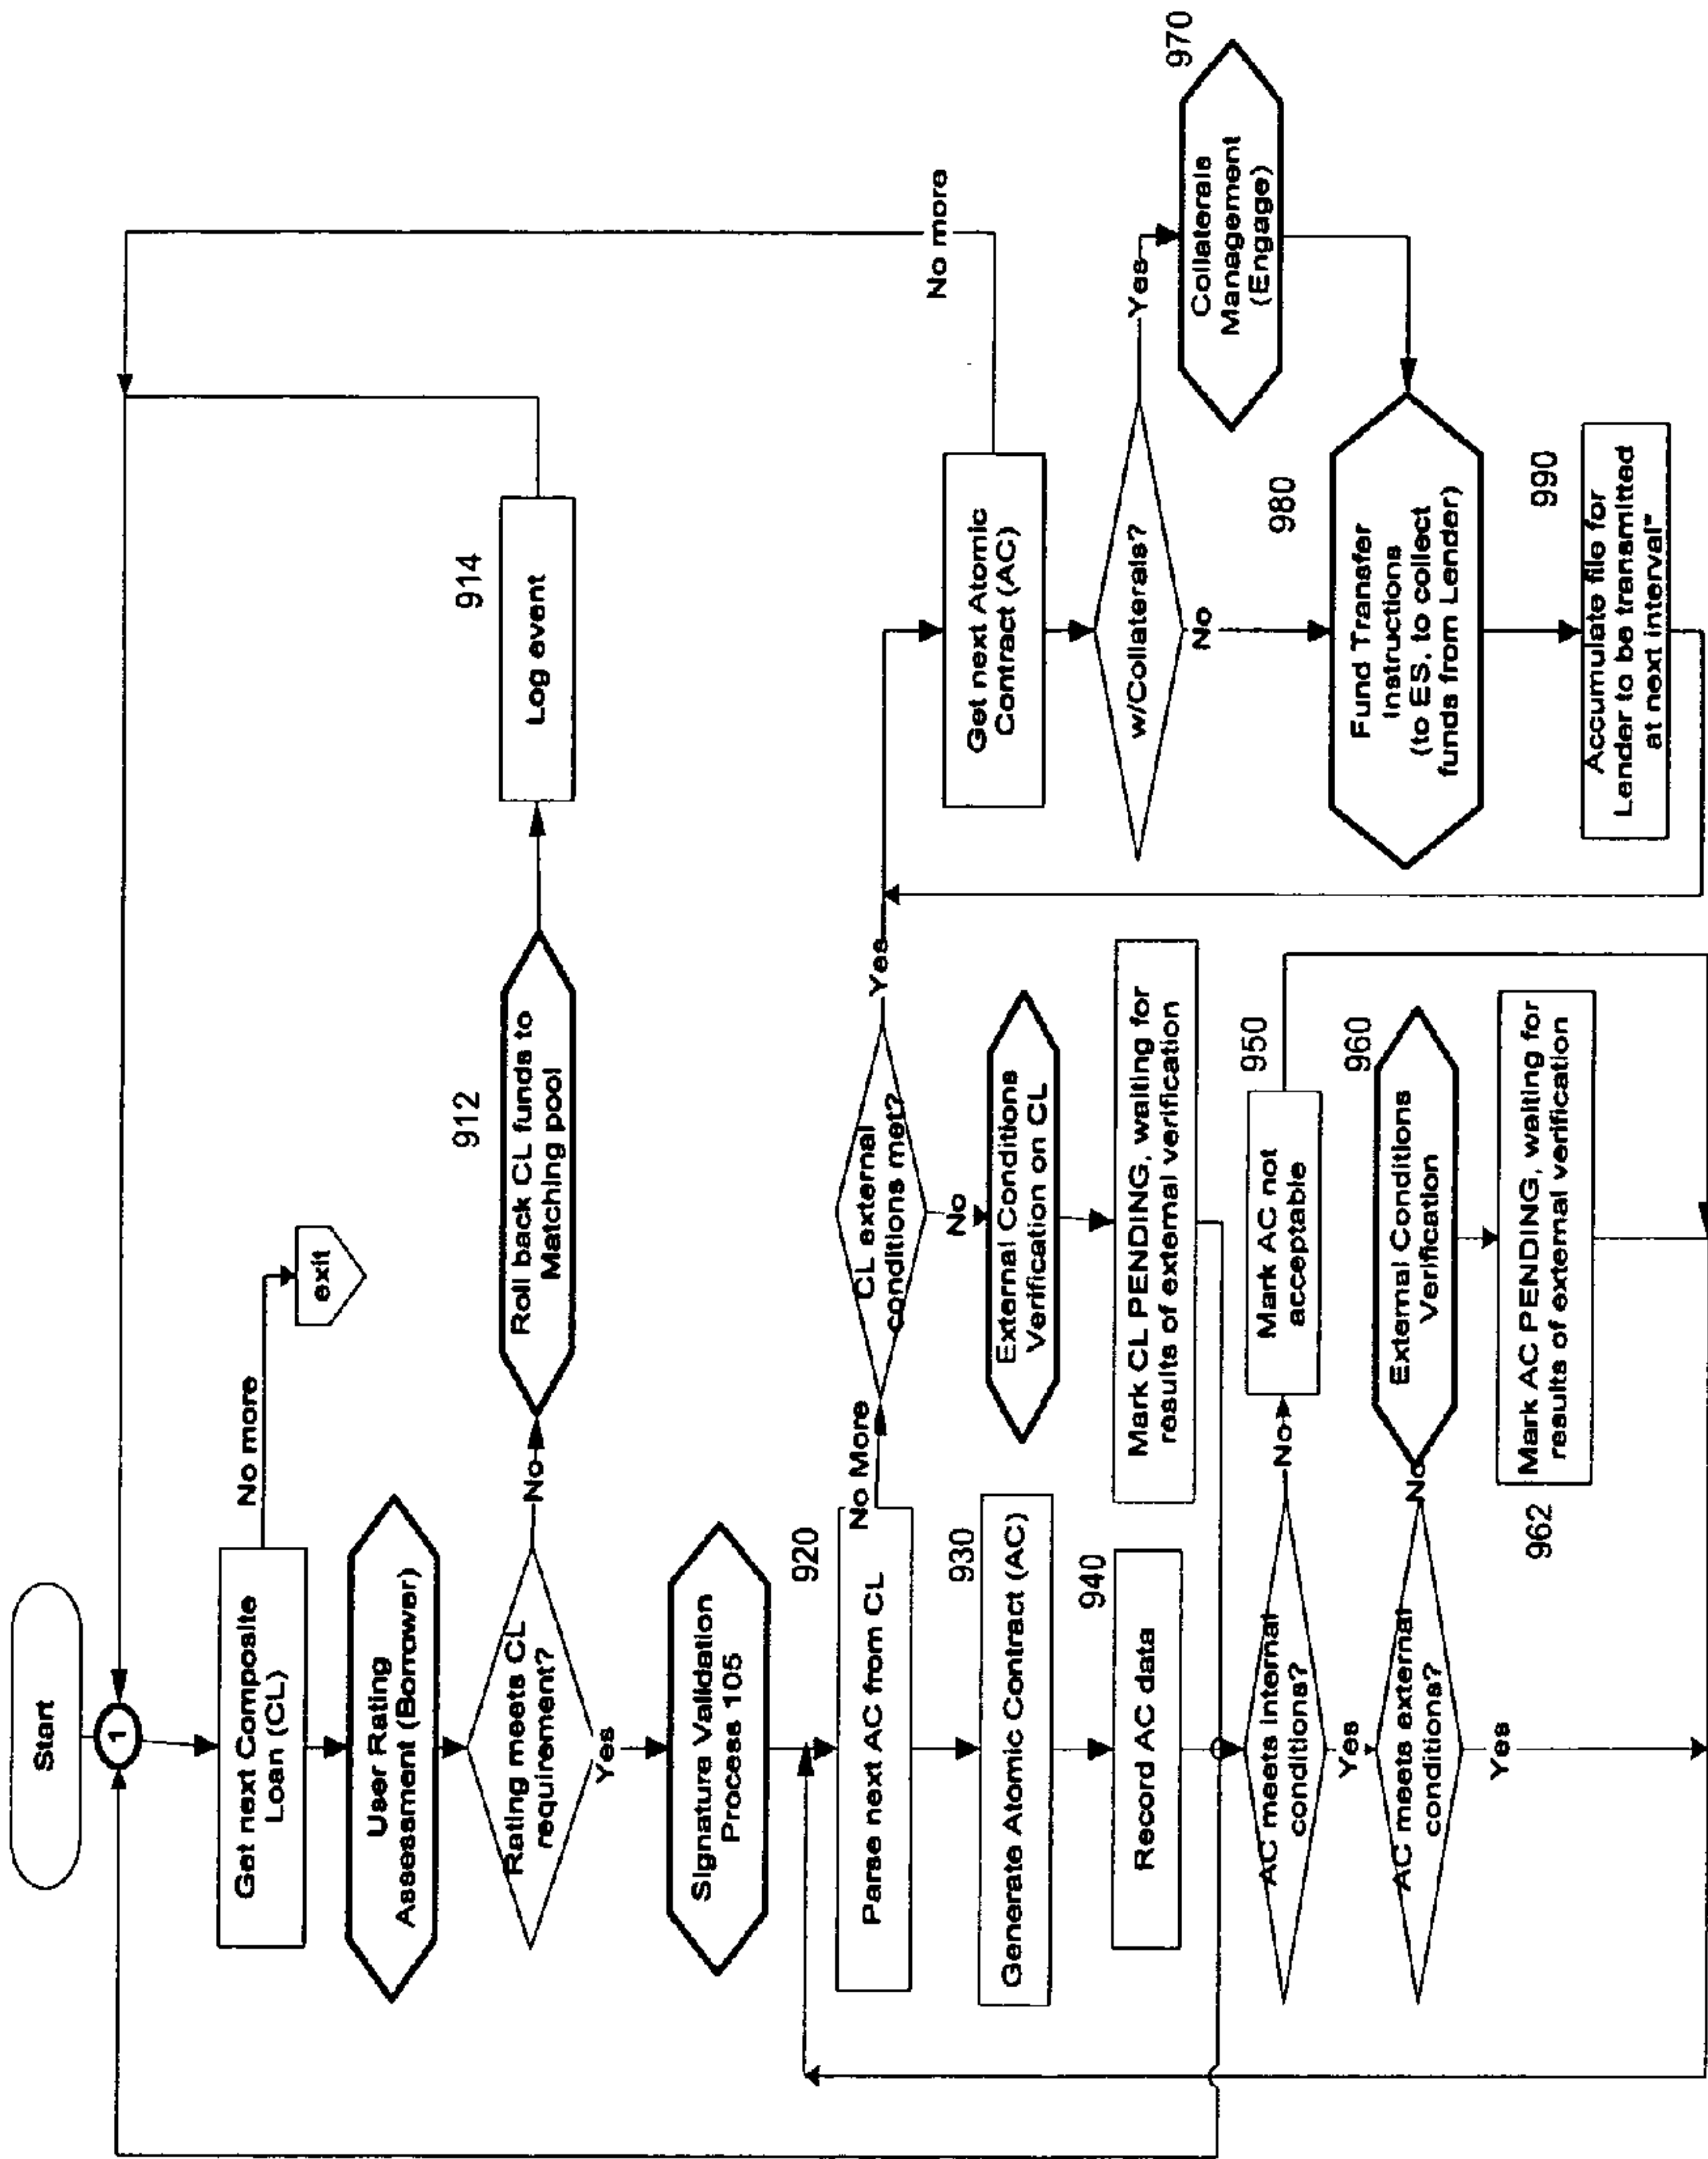 Start
1
Get next Composite
Loan (CL)
No more
exit
User Rating
Assessment (Borrower)
Rating meets CL
requirement?
No
Yes
912
Roll back CL funds to
Matching pool
914
Log event
Signature Validation
Process 105
920
Parse next AC from CL
No More
CL external
conditions met?
Yes
No
930
Generate Atomic Contract (AC)
External Conditions
Verification on CL
940
Record AC data
Mark CL PENDING, waiting for
results of external verification
AC meets internal
conditions?
No
Yes
950
Mark AC not
acceptable
AC meets external
conditions?
No
Yes
960
External Conditions
Verification
962
Mark AC PENDING, waiting for
results of external verification
Get next Atomic
Contract (AC)
No more
w/Collaterals?
Yes
No
970
Collaterals
Management
(Engage)
980
Fund Transfer
Instructions
(to ES. to collect
funds from Lender)
990
Accumulate file for
Lender to be transmitted
at next interval"